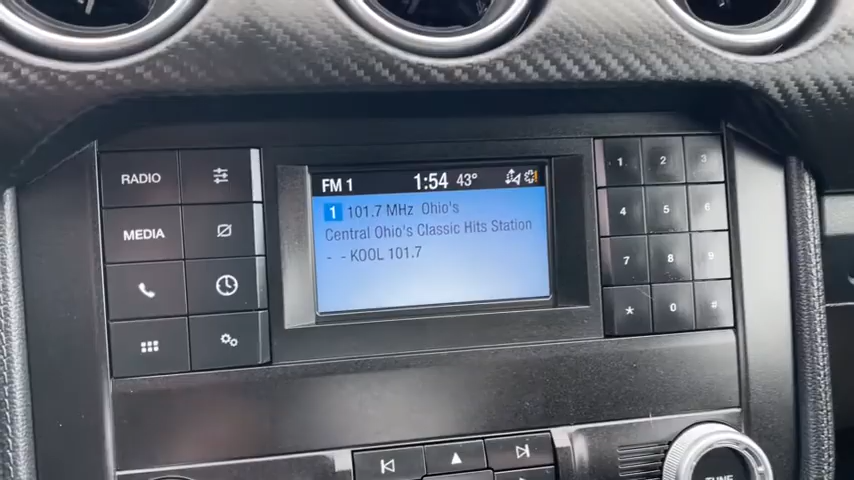 RADIO
MEDIA
FM 1 1:54 43°
1 101.7 MHz Ohio's
Central Ohio's Classic Hits Station
- - KOOL 101.7
1 2 3
4 5 6
7 8 9
* 0 #
TUNE